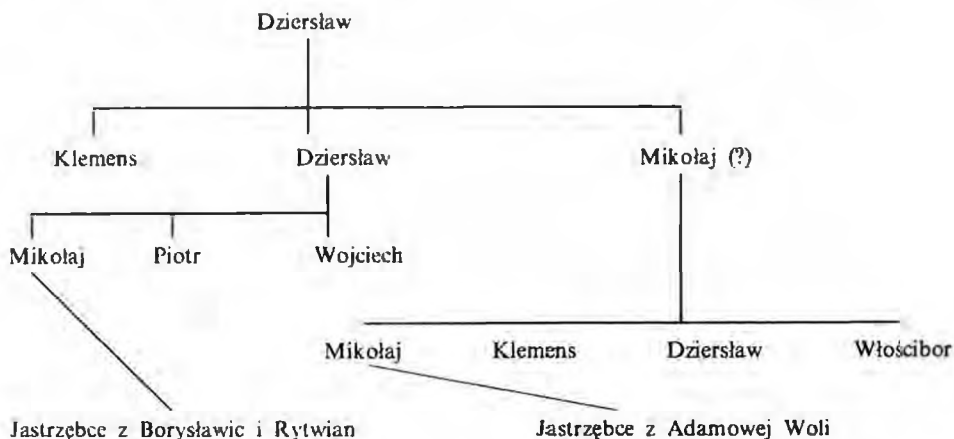 Dziersław
Klemens Dziersław Mikołaj (?)
Mikołaj Piotr Wojciech
Mikołaj Klemens Dziersław Włościbor
Jastrzębce z Borysławic i Rytwian Jastrzębce z Adamowej Woli